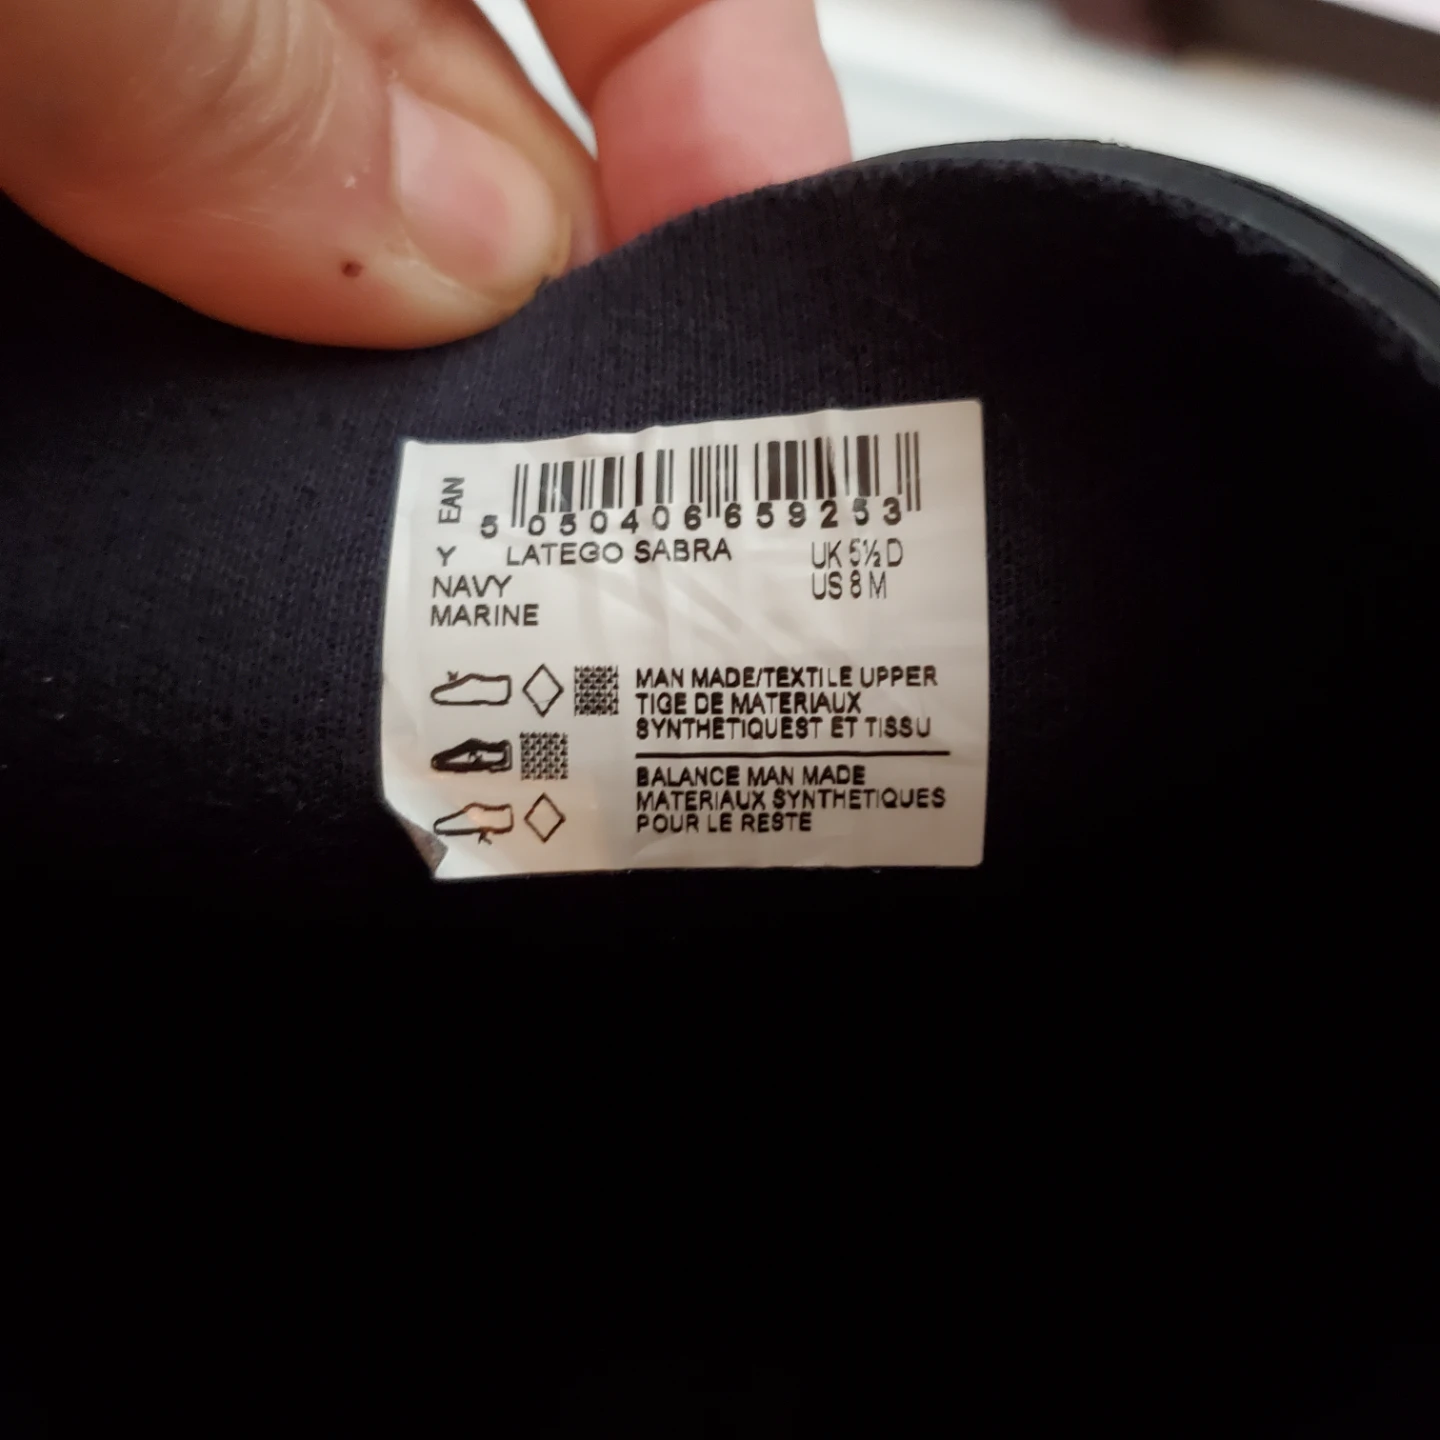 EAN
5 050406 659253
Y LATEGO SABRA UK 5½ D
NAVY US 8 M
MARINE
MAN MADE/TEXTILE UPPER
TIGE DE MATERIAUX
SYNTHETIQUEST ET TISSU
BALANCE MAN MADE
MATERIAUX SYNTHETIQUES
POUR LE RESTE